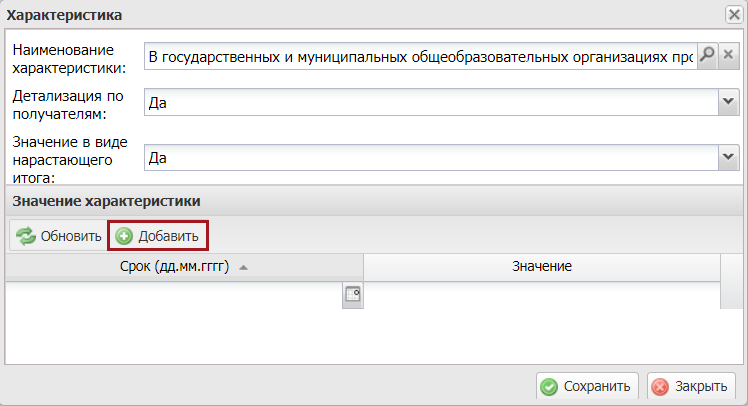 Характеристика
Наименование
характеристики:
В государственных и муниципальных общеобразовательных организациях про
Детализация по
получателям:
Да
Значение в виде
нарастающего
итога:
Да
Значение характеристики
Обновить
Добавить
Срок (дд.мм.гггг)
Значение
Сохранить
Закрыть